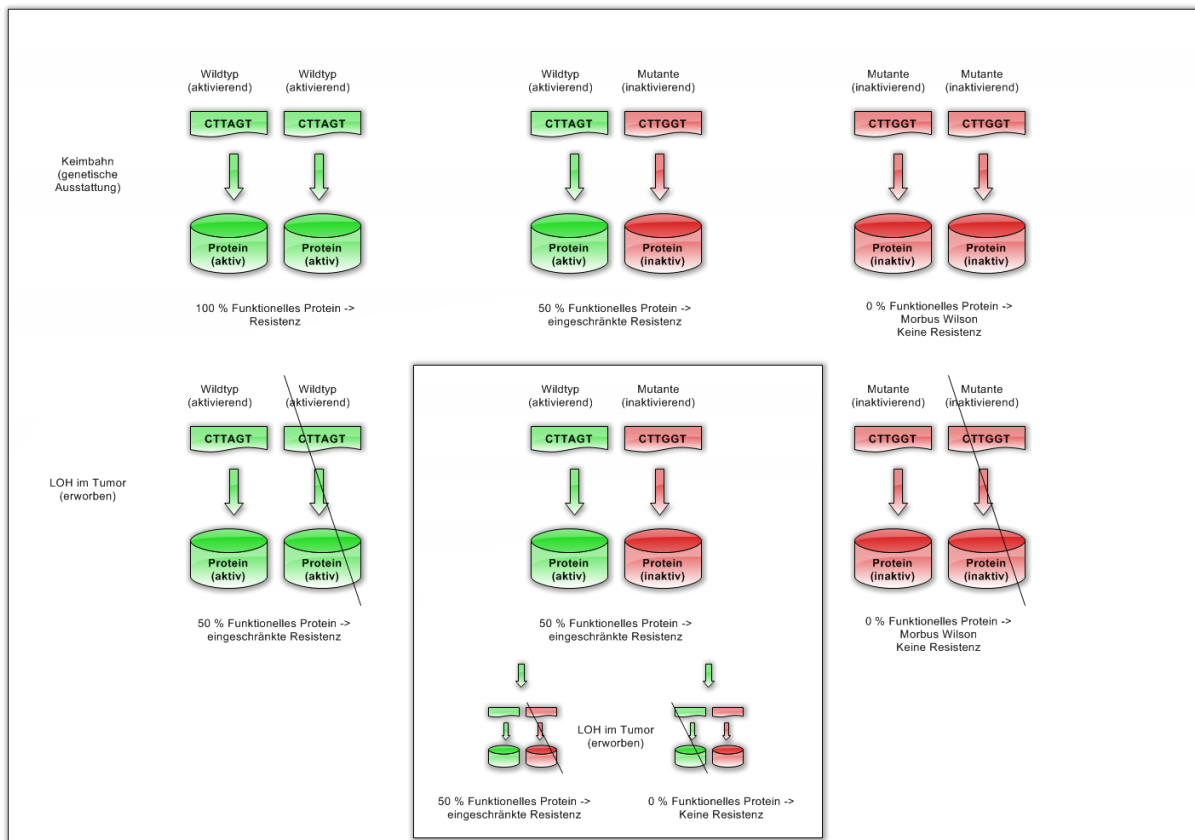 Wildtyp
(aktivierend)
Wildtyp
(aktivierend)
Wildtyp
(aktivierend)
Mutante
(inaktivierend)
Mutante
(inaktivierend)
Mutante
(inaktivierend)
CTTAGT
CTTAGT
CTTAGT
CTTGGT
CTTGGT
CTTGGT
Keimbahn
(genetische
Ausstattung)
Protein
(aktiv)
Protein
(aktiv)
Protein
(aktiv)
Protein
(inaktiv)
Protein
(inaktiv)
Protein
(inaktiv)
100 % Funktionelles Protein ->
Resistenz
50 % Funktionelles Protein ->
eingeschränkte Resistenz
0 % Funktionelles Protein ->
Morbus Wilson
Keine Resistenz
Wildtyp
(aktivierend)
Wildtyp
(aktivierend)
Wildtyp
(aktivierend)
Mutante
(inaktivierend)
Mutante
(inaktivierend)
Mutante
(inaktivierend)
CTTAGT
CTTAGT
CTTAGT
CTTGGT
CTTGGT
CTTGGT
LOH im Tumor
(erworben)
Protein
(aktiv)
Protein
(aktiv)
Protein
(aktiv)
Protein
(inaktiv)
Protein
(inaktiv)
Protein
(inaktiv)
50 % Funktionelles Protein ->
eingeschränkte Resistenz
50 % Funktionelles Protein ->
eingeschränkte Resistenz
0 % Funktionelles Protein ->
Morbus Wilson
Keine Resistenz
LOH im Tumor
(erworben)
50 % Funktionelles Protein ->
eingeschränkte Resistenz
0 % Funktionelles Protein ->
Keine Resistenz